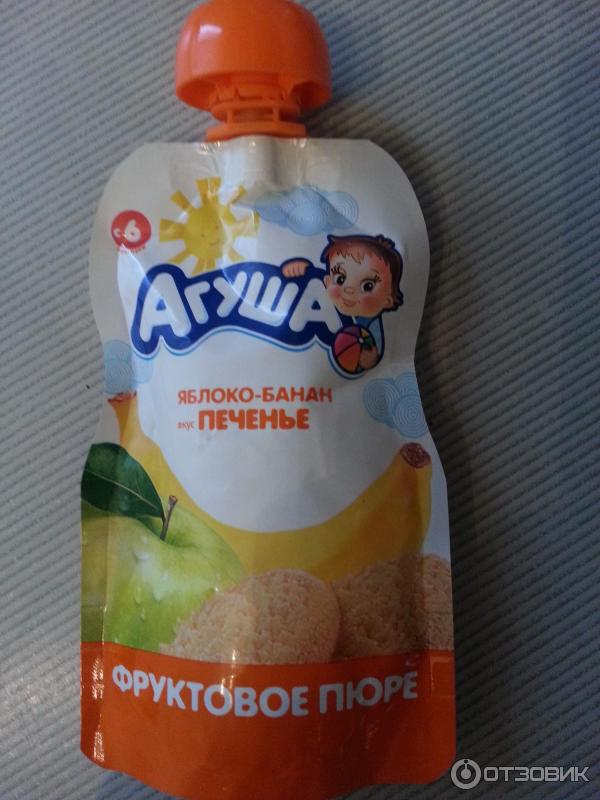 с 6
АГУША
ЯБЛОКО-БАНАН
вкус ПЕЧЕНЬЕ
ФРУКТОВОЕ ПЮРЕ
ОТЗОВИК